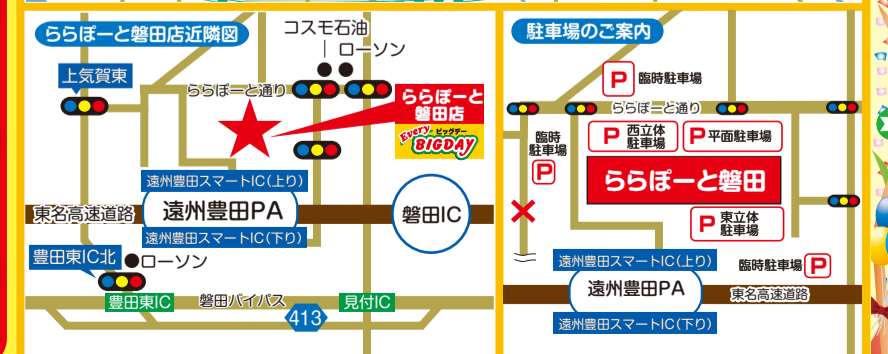 ららぽーと磐田店近隣図
コスモ石油
ローソン
上気賀東
ららぽーと通り
ららぽーと
磐田店
Every ビッグデー
BIGDAY
遠州豊田スマートIC(上り)
東名高速道路
遠州豊田PA
磐田IC
遠州豊田スマートIC(下り)
豊田東IC北
ローソン
豊田東IC
磐田バイパス
413
見付IC
駐車場のご案内
P 臨時駐車場
ららぽーと通り
臨時
駐車場
P
P 西立体
駐車場
P 平面駐車場
ららぽーと磐田
P 東立体
駐車場
臨時駐車場 P
遠州豊田スマートIC(上り)
遠州豊田PA
東名高速道路
遠州豊田スマートIC(下り)